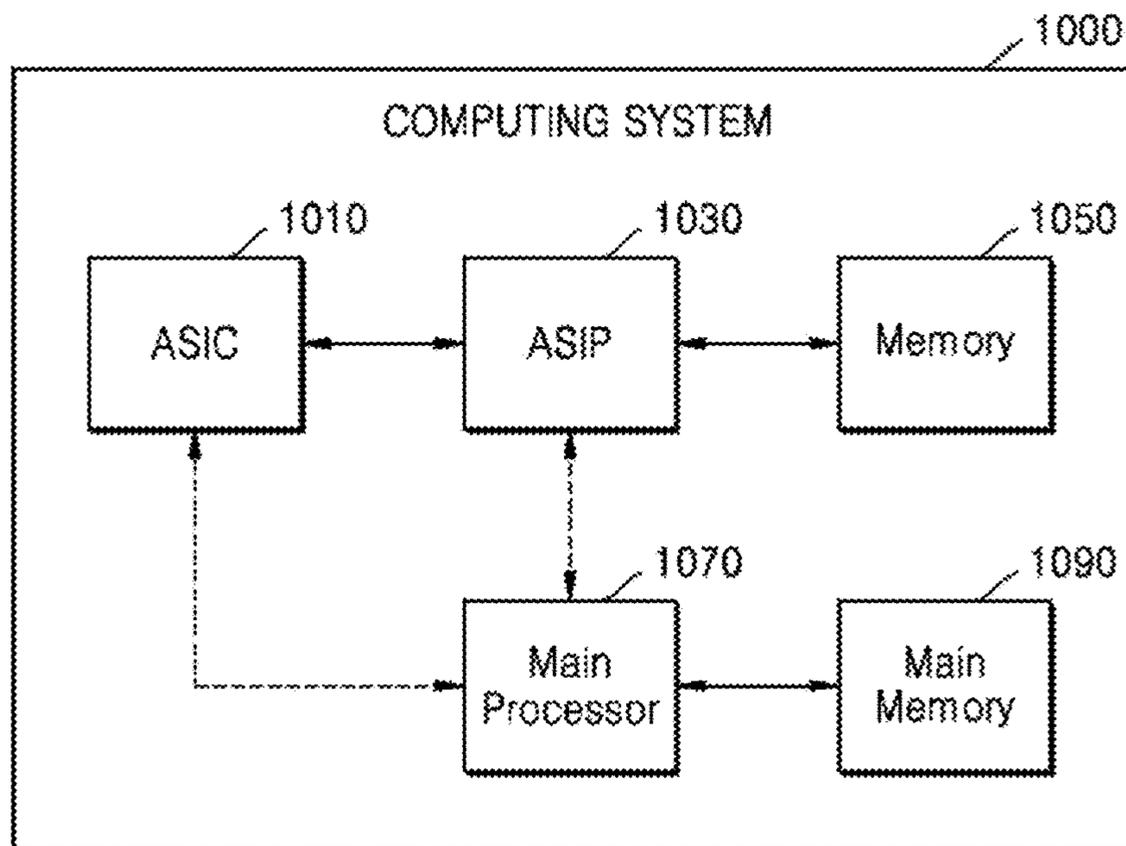 1000
COMPUTING SYSTEM
1010
1030
1050
ASIC
ASIP
Memory
1070
1090
Main
Processor
Main
Memory